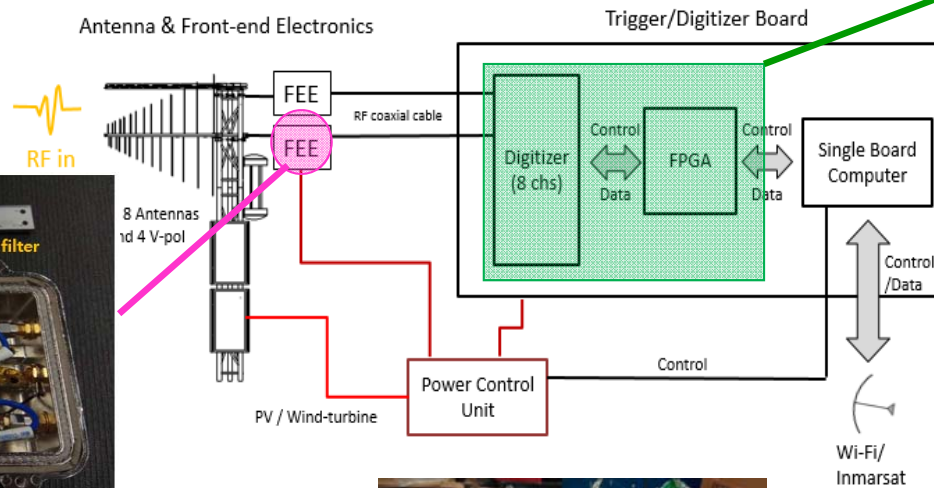 Antenna & Front-end Electronics
Trigger/Digitizer Board
FEE
RF coaxial cable
FEE
RF in
Digitizer
(8 chs)
Control
Data
FPGA
Control
Data
Single Board
Computer
8 Antennas
4 V-pol
filter
Control
/Data
Power Control
Unit
Control
PV / Wind-turbine
Wi-Fi/
Inmarsat